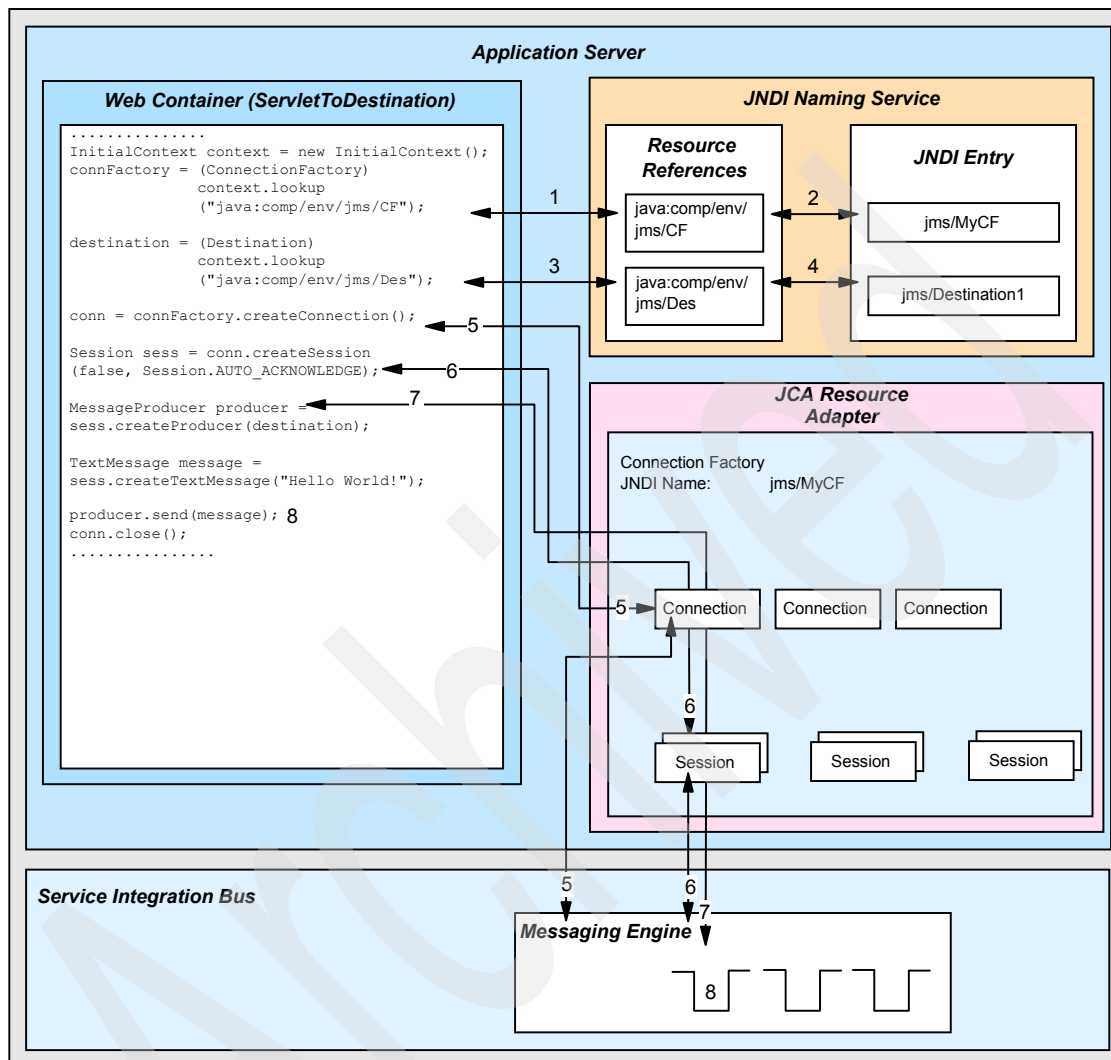 Application Server
Web Container (ServletToDestination)
...............
InitialContext context = new InitialContext();
connFactory = (ConnectionFactory)
context.lookup
("java:comp/env/jms/CF");
destination = (Destination)
context.lookup
("java:comp/env/jms/Des");
conn = connFactory.createConnection();
Session sess = conn.createSession
(false, Session.AUTO_ACKNOWLEDGE);
MessageProducer producer =
sess.createProducer(destination);
TextMessage message =
sess.createTextMessage("Hello World!");
producer.send(message); 8
conn.close();
................
1
3
5
6
7
JNDI Naming Service
Resource
References
java:comp/env/
jms/CF
java:comp/env/
jms/Des
2
4
JNDI Entry
jms/MyCF
jms/Destination1
JCA Resource
Adapter
Connection Factory
JNDI Name: jms/MyCF
5
Connection
Connection
Connection
6
Session
Session
Session
Service Integration Bus
5
6
7
Messaging Engine
8
Archived